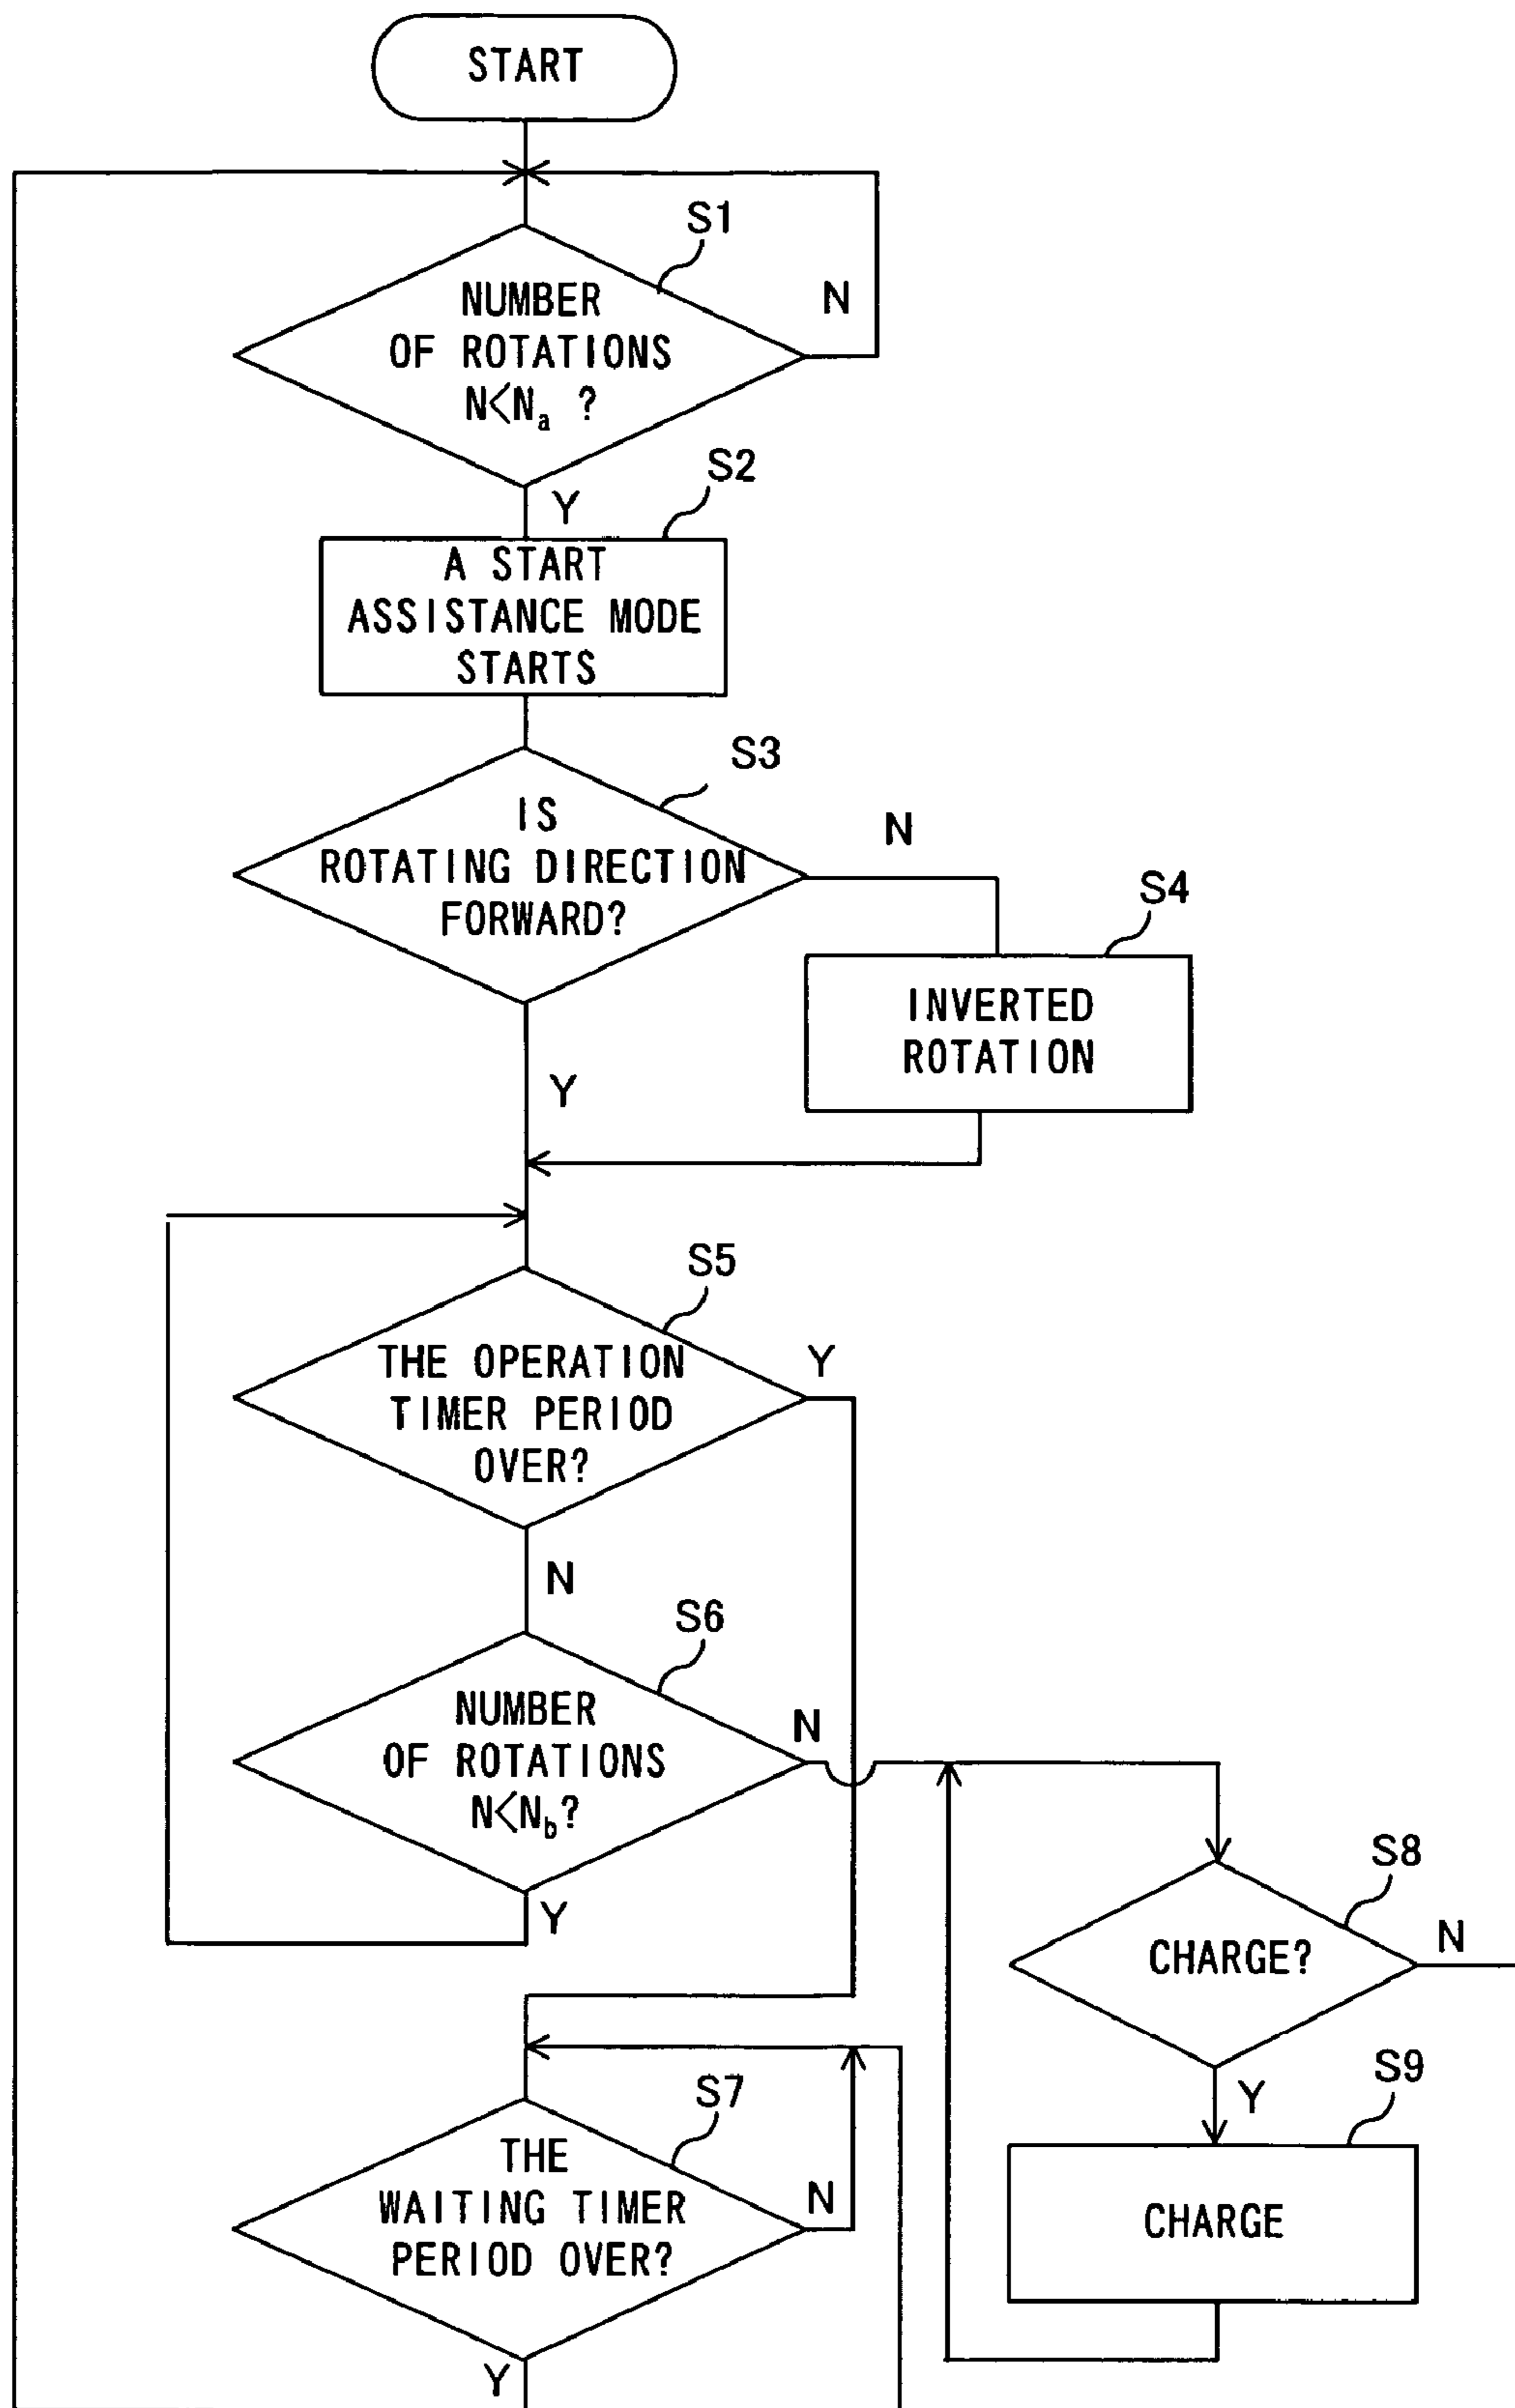 START
S1
NUMBER
OF ROTATIONS
N<Na ?
N
Y
S2
A START
ASSISTANCE MODE
STARTS
S3
IS
ROTATING DIRECTION
FORWARD?
N
S4
INVERTED
ROTATION
Y
S5
THE OPERATION
TIMER PERIOD
OVER?
Y
N
S6
NUMBER
OF ROTATIONS
N<Nb?
N
Y
S8
CHARGE?
N
Y
S9
CHARGE
S7
THE
WAITING TIMER
PERIOD OVER?
N
Y